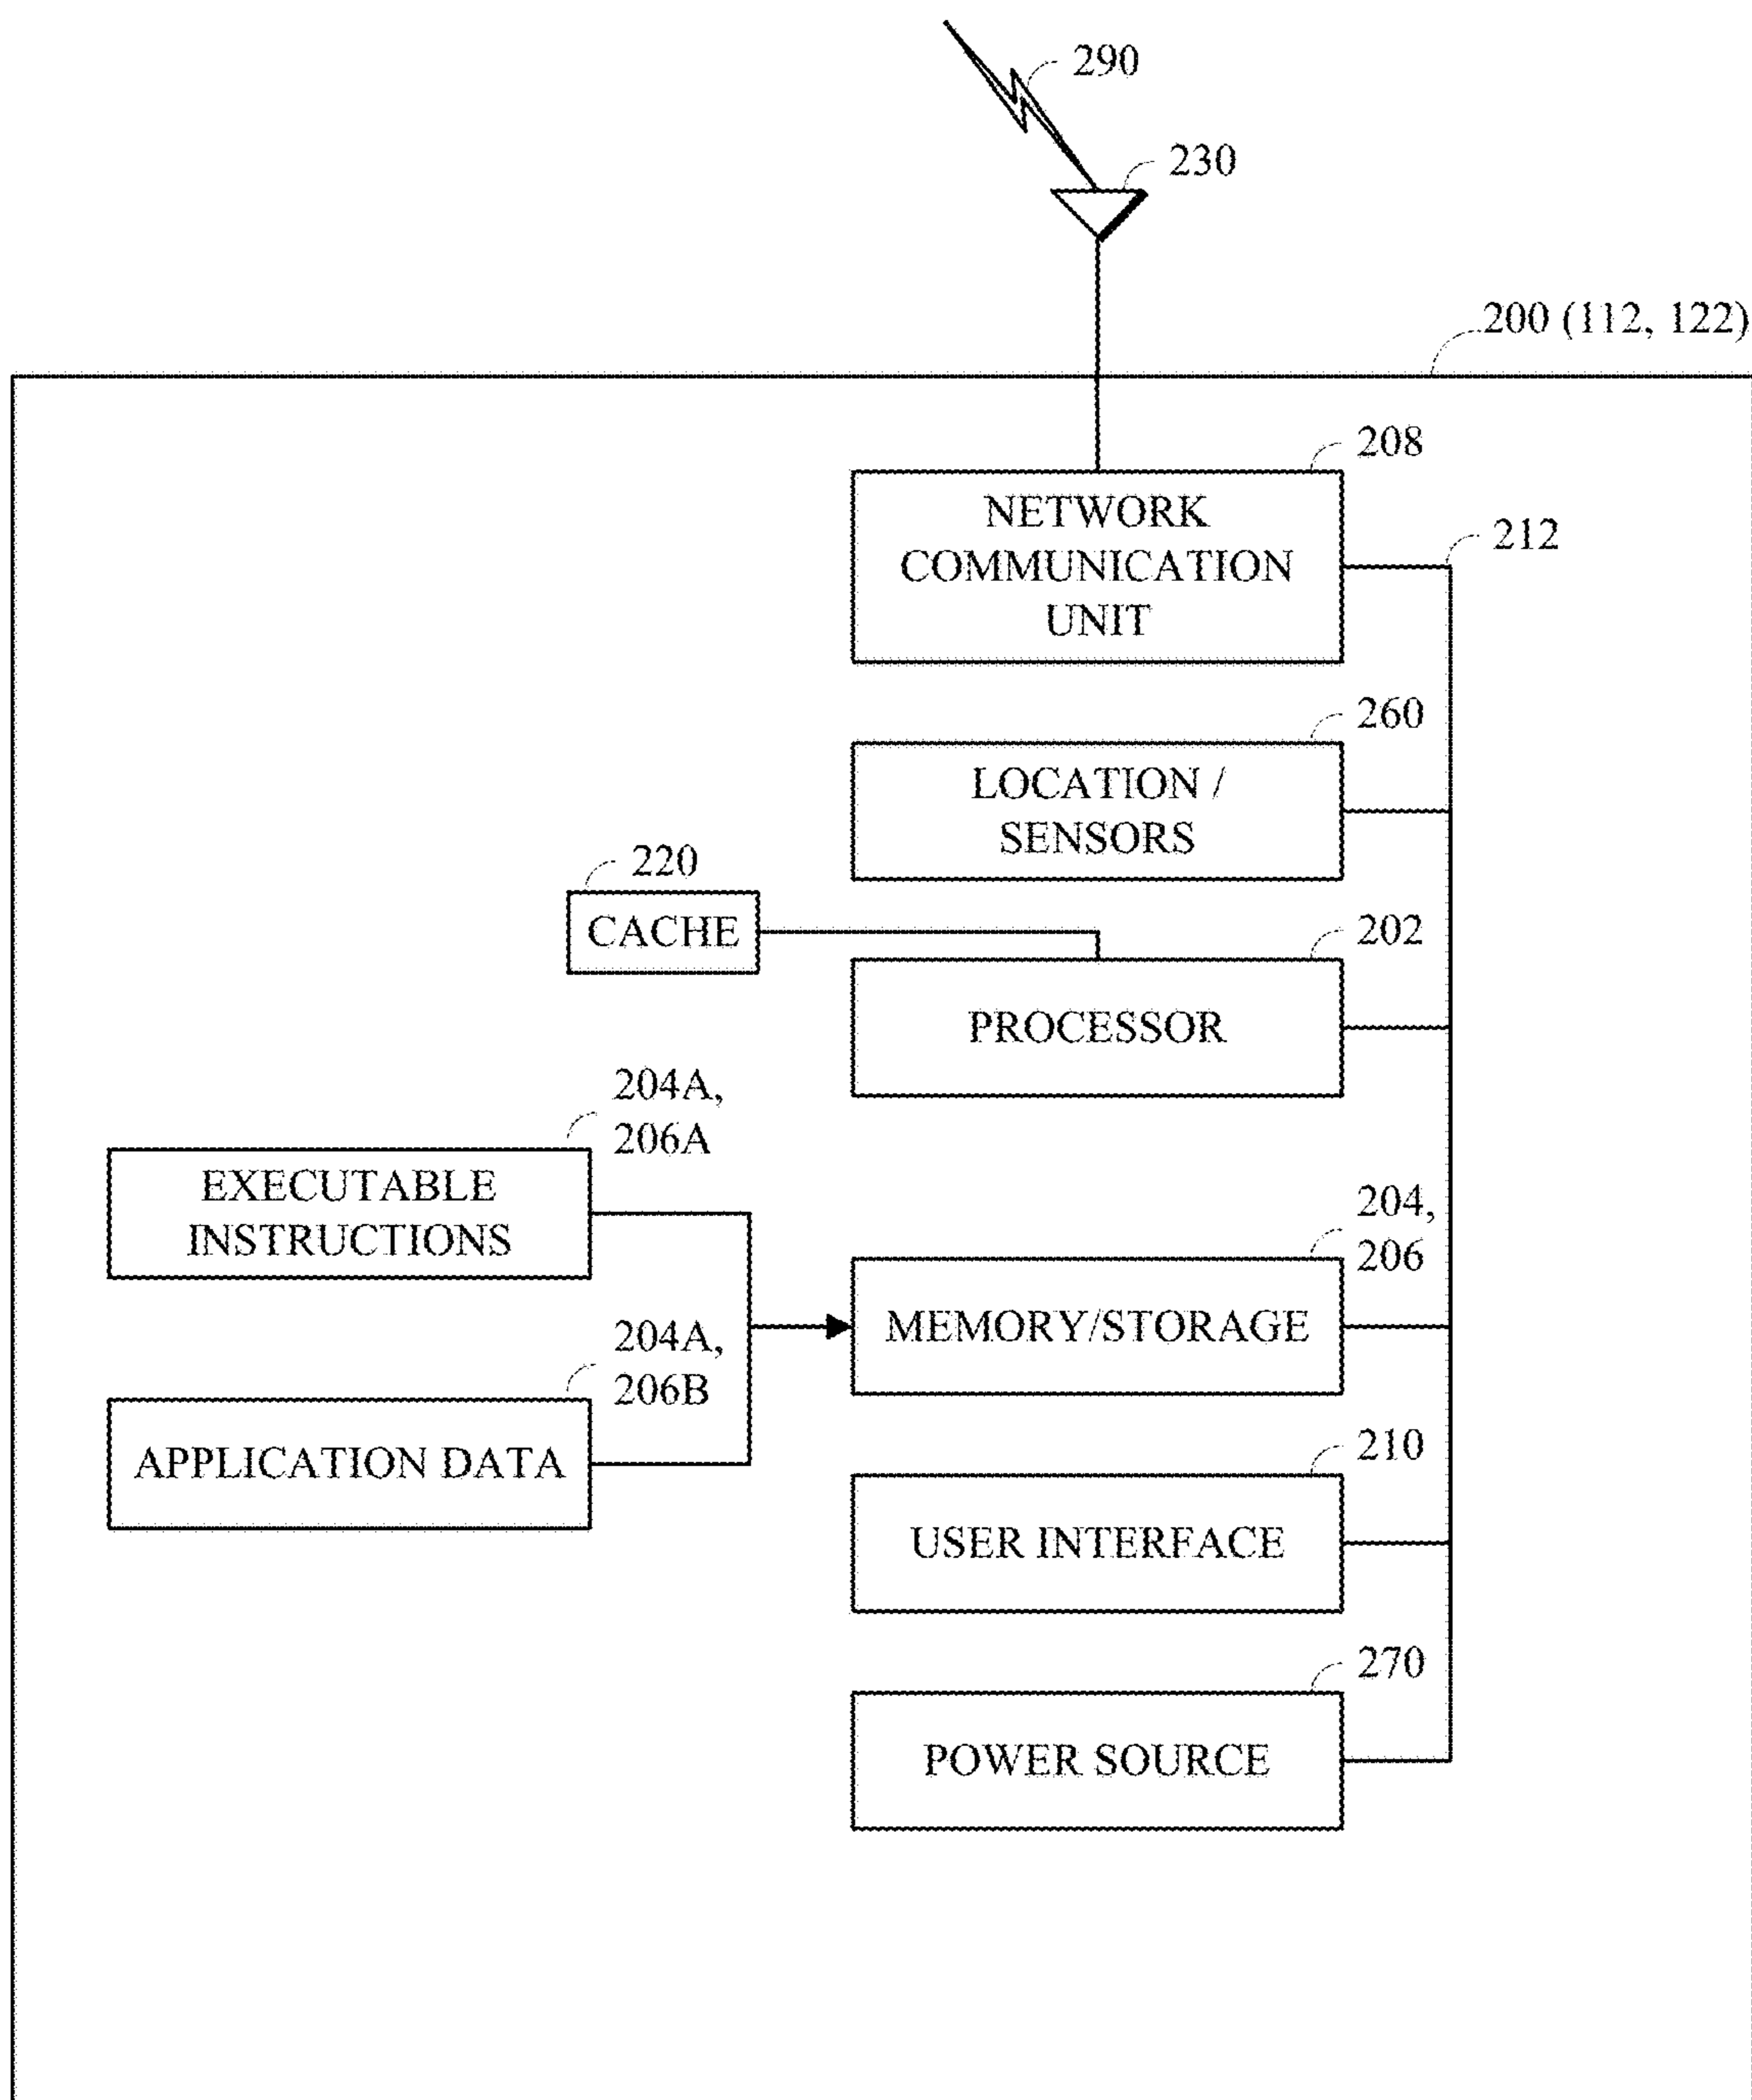 290
230
200 (112, 122)
208
NETWORK
COMMUNICATION
UNIT
212
260
LOCATION /
SENSORS
220
CACHE
202
PROCESSOR
204A,
206A
EXECUTABLE
INSTRUCTIONS
204,
206
MEMORY/STORAGE
204A,
206B
APPLICATION DATA
210
USER INTERFACE
270
POWER SOURCE